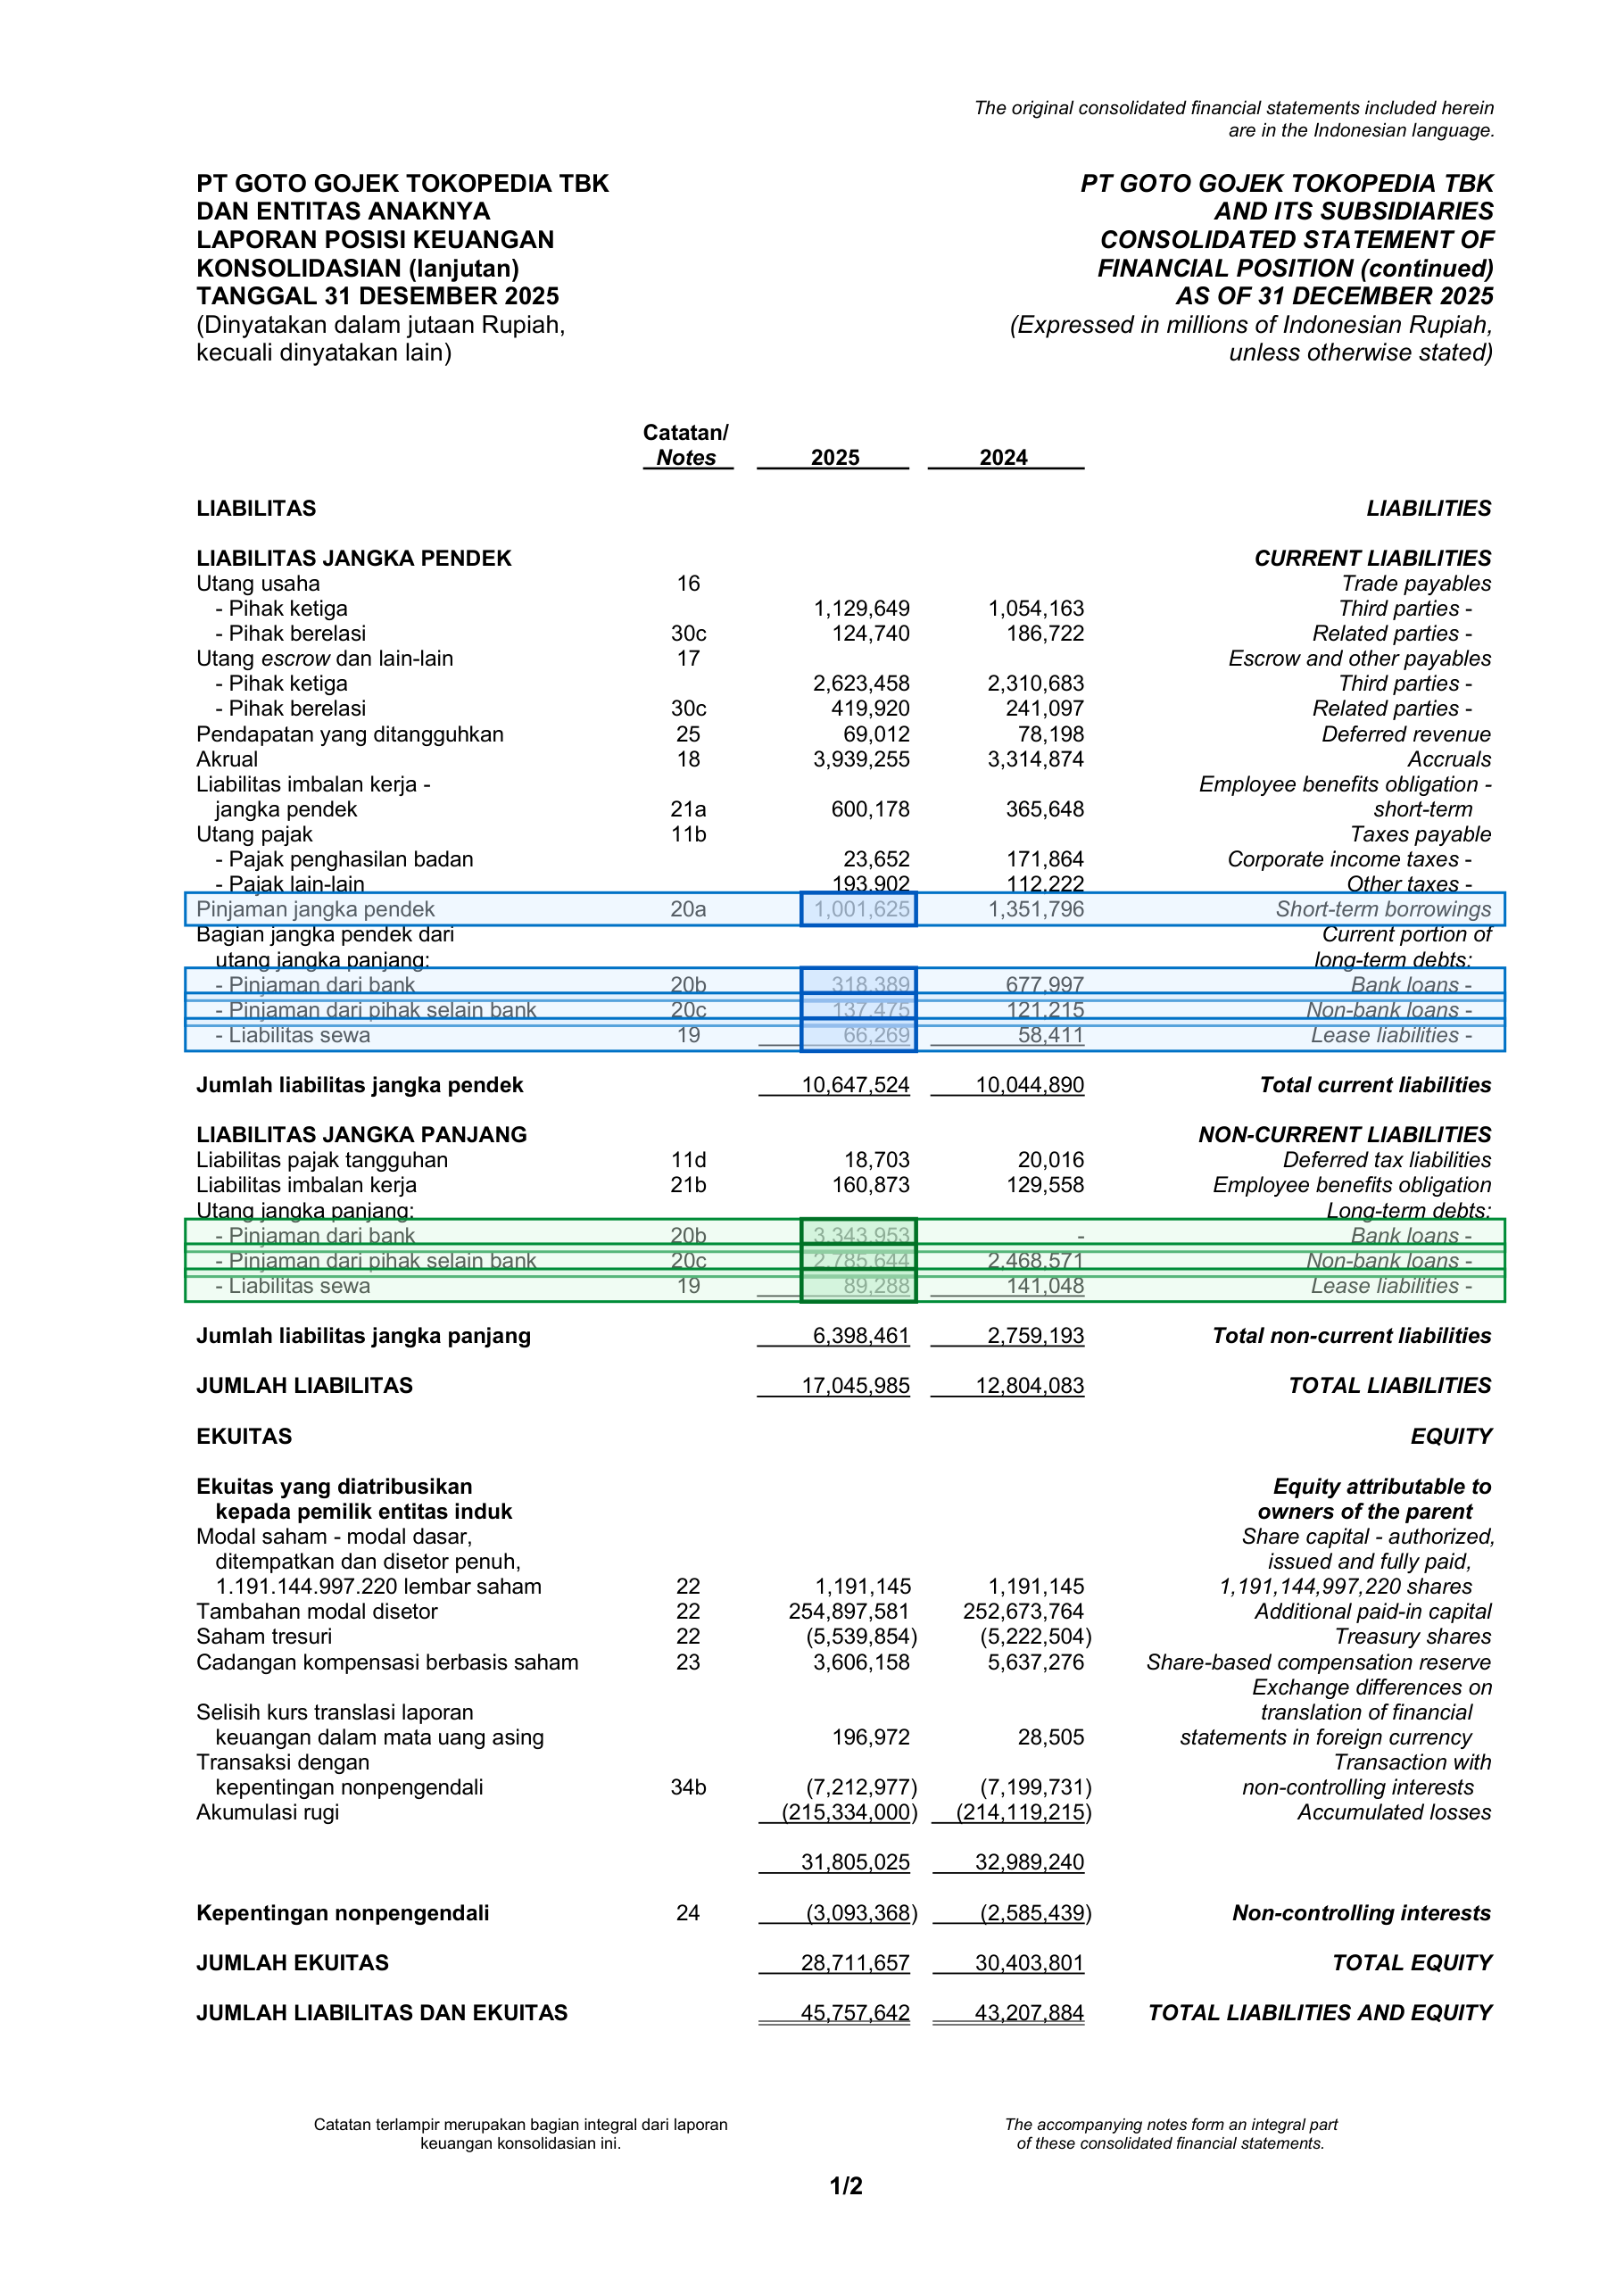 The original consolidated financial statements included herein
are in the Indonesian language.
PT GOTO GOJEK TOKOPEDIA TBK
DAN ENTITAS ANAKNYA
LAPORAN POSISI KEUANGAN
KONSOLIDASIAN (lanjutan)
TANGGAL 31 DESEMBER 2025
(Dinyatakan dalam jutaan Rupiah,
kecuali dinyatakan lain)
PT GOTO GOJEK TOKOPEDIA TBK
AND ITS SUBSIDIARIES
CONSOLIDATED STATEMENT OF
FINANCIAL POSITION (continued)
AS OF 31 DECEMBER 2025
(Expressed in millions of Indonesian Rupiah,
unless otherwise stated)
Catatan/
Notes 2025 2024
LIABILITAS LIABILITIES
LIABILITAS JANGKA PENDEK CURRENT LIABILITIES
Utang usaha 16 Trade payables
- Pihak ketiga 1,129,649 1,054,163 Third parties -
- Pihak berelasi 30c 124,740 186,722 Related parties -
Utang escrow dan lain-lain 17 Escrow and other payables
- Pihak ketiga 2,623,458 2,310,683 Third parties -
- Pihak berelasi 30c 419,920 241,097 Related parties -
Pendapatan yang ditangguhkan 25 69,012 78,198 Deferred revenue
Akrual 18 3,939,255 3,314,874 Accruals
Liabilitas imbalan kerja - Employee benefits obligation -
jangka pendek 21a 600,178 365,648 short-term
Utang pajak 11b Taxes payable
- Pajak penghasilan badan 23,652 171,864 Corporate income taxes -
- Pajak lain-lain 193,902 112,222 Other taxes -
Pinjaman jangka pendek 20a 1,001,625 1,351,796 Short-term borrowings
Bagian jangka pendek dari Current portion of
utang jangka panjang: long-term debts:
- Pinjaman dari bank 20b 318,389 677,997 Bank loans -
- Pinjaman dari pihak selain bank 20c 137,475 121,215 Non-bank loans -
- Liabilitas sewa 19 66,269 58,411 Lease liabilities -
Jumlah liabilitas jangka pendek 10,647,524 10,044,890 Total current liabilities
LIABILITAS JANGKA PANJANG NON-CURRENT LIABILITIES
Liabilitas pajak tangguhan 11d 18,703 20,016 Deferred tax liabilities
Liabilitas imbalan kerja 21b 160,873 129,558 Employee benefits obligation
Utang jangka panjang: Long-term debts:
- Pinjaman dari bank 20b 3,343,953 - Bank loans -
- Pinjaman dari pihak selain bank 20c 2,785,644 2,468,571 Non-bank loans -
- Liabilitas sewa 19 89,288 141,048 Lease liabilities -
Jumlah liabilitas jangka panjang 6,398,461 2,759,193 Total non-current liabilities
JUMLAH LIABILITAS 17,045,985 12,804,083 TOTAL LIABILITIES
EKUITAS EQUITY
Ekuitas yang diatribusikan Equity attributable to
kepada pemilik entitas induk owners of the parent
Modal saham - modal dasar, Share capital - authorized,
ditempatkan dan disetor penuh, issued and fully paid,
1.191.144.997.220 lembar saham 22 1,191,145 1,191,145 1,191,144,997,220 shares
Tambahan modal disetor 22 254,897,581 252,673,764 Additional paid-in capital
Saham tresuri 22 (5,539,854) (5,222,504) Treasury shares
Cadangan kompensasi berbasis saham 23 3,606,158 5,637,276 Share-based compensation reserve
Exchange differences on
Selisih kurs translasi laporan translation of financial
keuangan dalam mata uang asing 196,972 28,505 statements in foreign currency
Transaksi dengan Transaction with
kepentingan nonpengendali 34b (7,212,977) (7,199,731) non-controlling interests
Akumulasi rugi (215,334,000) (214,119,215) Accumulated losses
31,805,025 32,989,240
Kepentingan nonpengendali 24 (3,093,368) (2,585,439) Non-controlling interests
JUMLAH EKUITAS 28,711,657 30,403,801 TOTAL EQUITY
JUMLAH LIABILITAS DAN EKUITAS 45,757,642 43,207,884 TOTAL LIABILITIES AND EQUITY
Catatan terlampir merupakan bagian integral dari laporan
keuangan konsolidasian ini.
The accompanying notes form an integral part
of these consolidated financial statements.
1/2